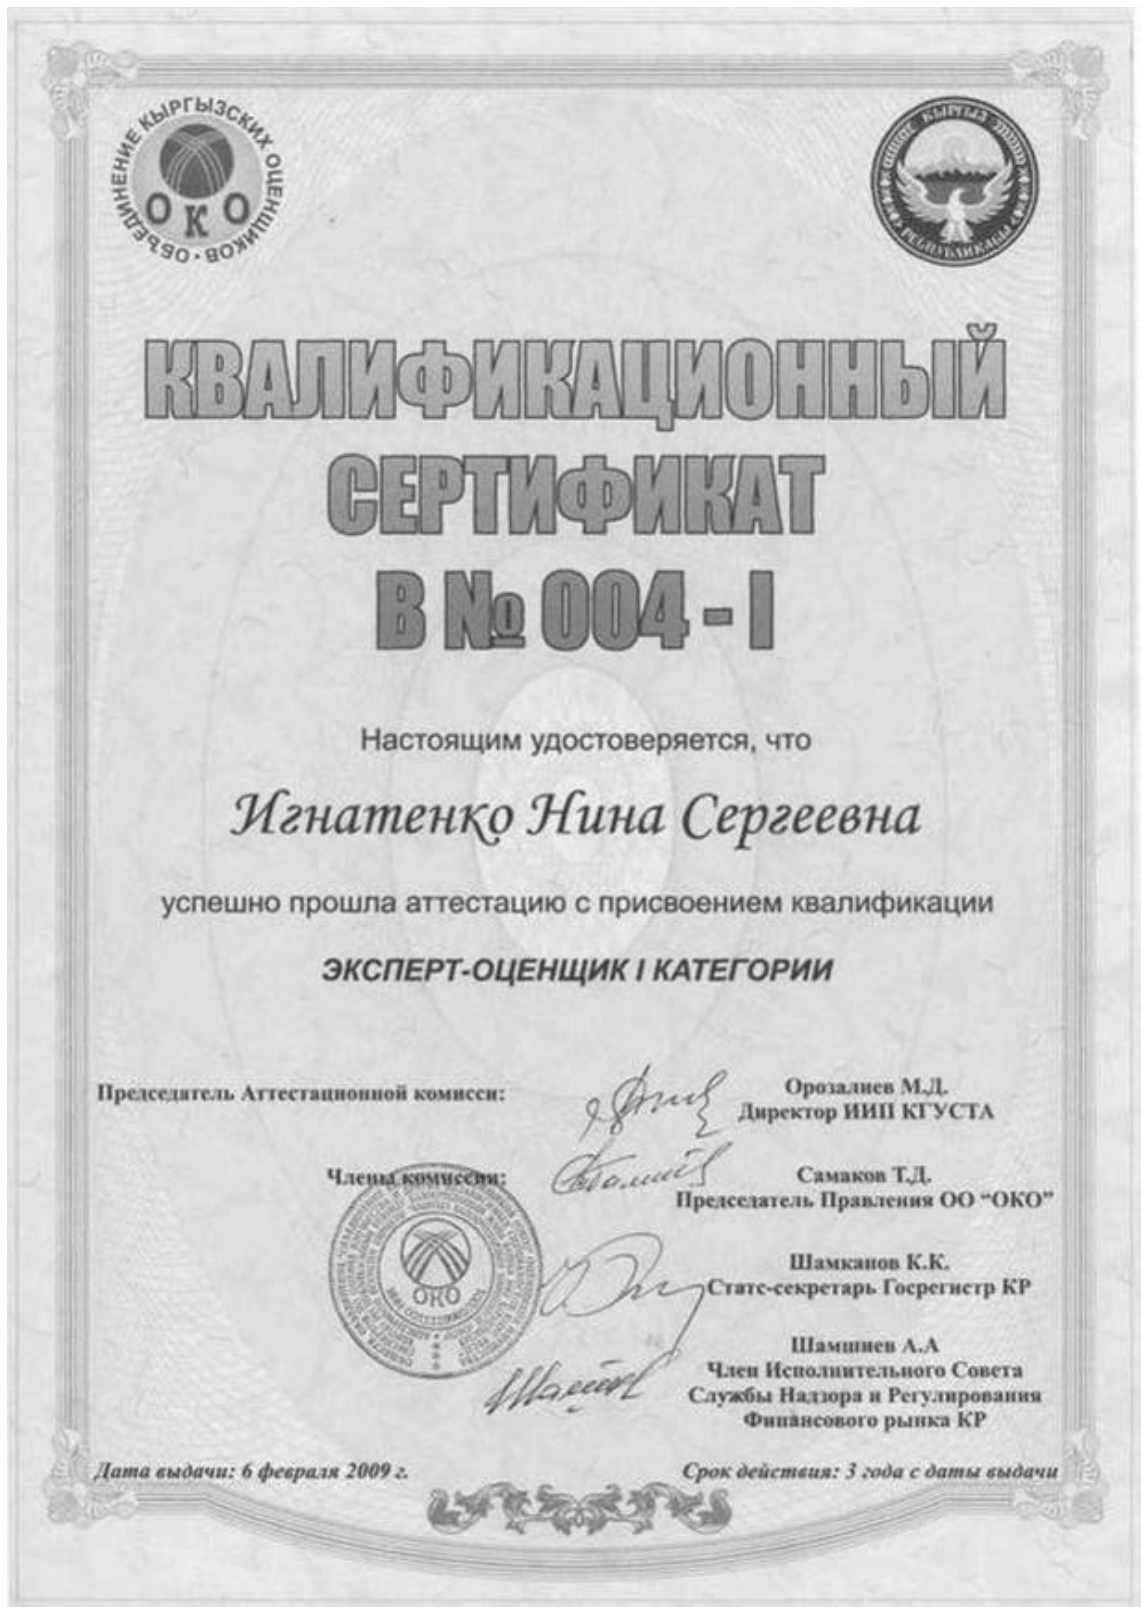 ОБЪЕДИНЕНИЕ КЫРГЫЗСКИХ ОЦЕНЩИКОВ
ОКО
КЫРГЫЗ
РЕСПУБЛИКАСЫ
КВАЛИФИКАЦИОННЫЙ
СЕРТИФИКАТ
В № 004 - I
Настоящим удостоверяется, что
Игнатенко Нина Сергеевна
успешно прошла аттестацию с присвоением квалификации
ЭКСПЕРТ-ОЦЕНЩИК I КАТЕГОРИИ
Председатель Аттестационной комисси:
Орозалиев М.Д.
Директор ИИП КГУСТА
Члены комиссии:
Самаков Т.Д.
Председатель Правления ОО “ОКО”
Шамканов К.К.
Статс-секретарь Госрегистр КР
ОКО
Шамшиев А.А
Член Исполнительного Совета
Службы Надзора и Регулирования
Финансового рынка КР
Дата выдачи: 6 февраля 2009 г.
Срок действия: 3 года с даты выдачи